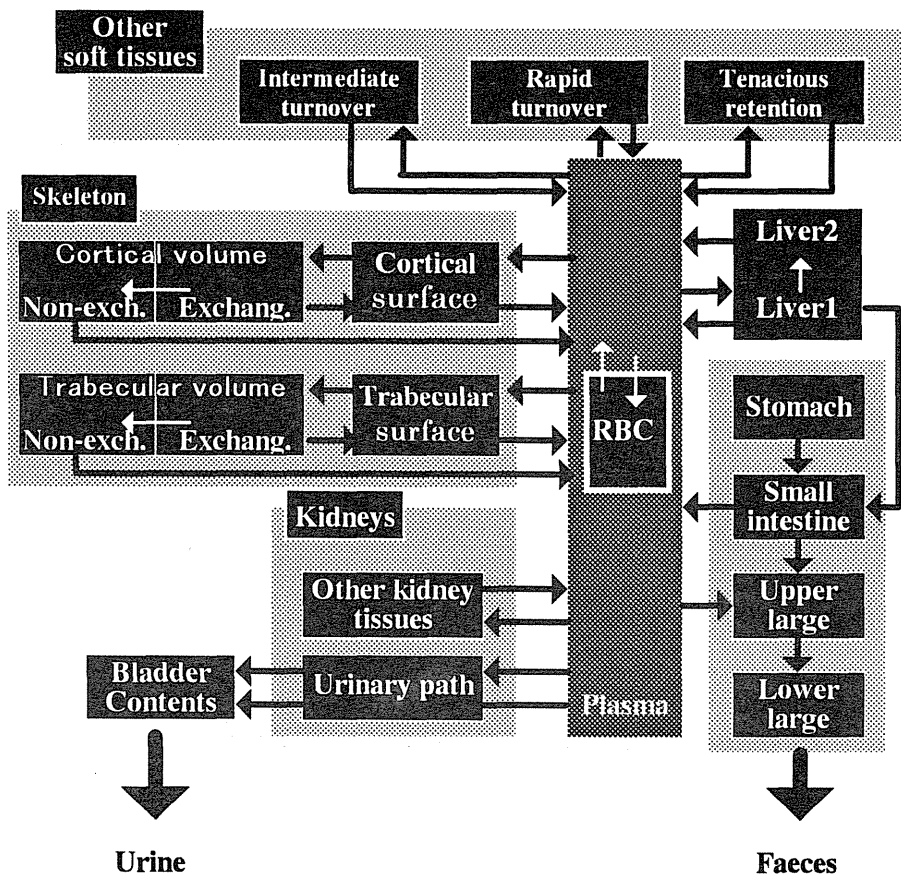 Other
soft tissues
Intermediate
turnover
Rapid
turnover
Tenacious
retention
Skeleton
Cortical volume
Non-exch. Exchang.
Cortical
surface
Liver2
Liver1
Trabecular volume
Non-exch. Exchang.
Trabecular
surface
RBC
Stomach
Small
intestine
Kidneys
Other kidney
tissues
Upper
large
Bladder
Contents
Urinary path
Plasma
Lower
large
Urine
Faeces